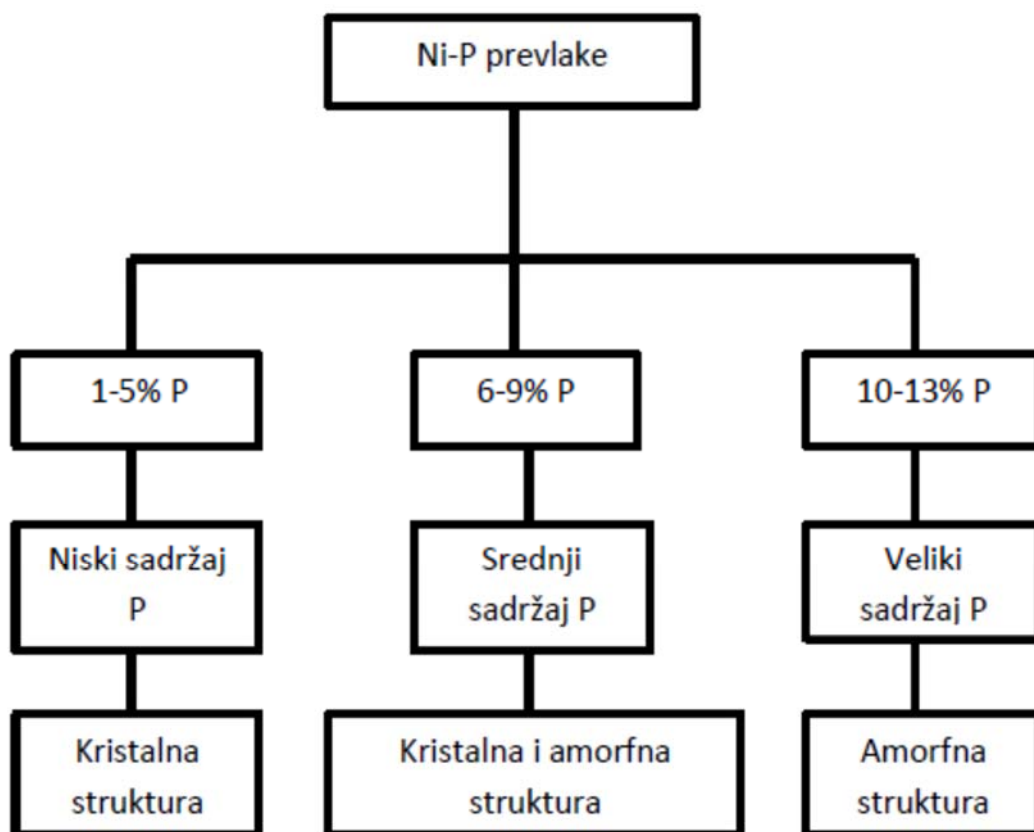 Ni-P prevlake
1-5% P
6-9% P
10-13% P
Niski sadržaj
P
Srednji
sadržaj P
Veliki
sadržaj P
Kristalna
struktura
Kristalna i amorfna
struktura
Amorfna
struktura